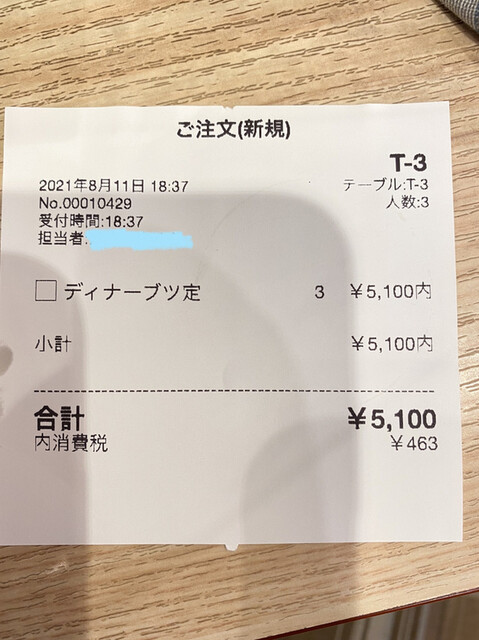 ご注文(新規)
T-3
2021年8月11日 18:37
テーブル:T-3
No.00010429
人数:3
受付時間:18:37
担当者:
ディナーブツ定 3 ¥5,100内
小計 ¥5,100内
合計 ¥5,100
内消費税 ¥463